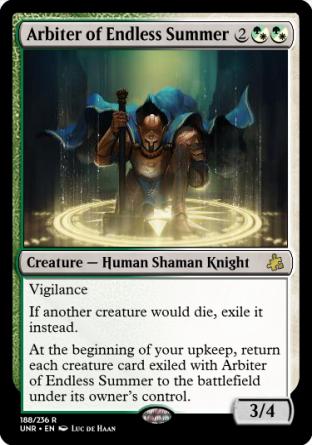 Arbiter of Endless Summer 2
Creature — Human Shaman Knight
Vigilance
If another creature would die, exile it
instead.
At the beginning of your upkeep, return
each creature card exiled with Arbiter
of Endless Summer to the battlefield
under its owner's control.
3/4
188/236 R
UNR • EN Luc de Haan